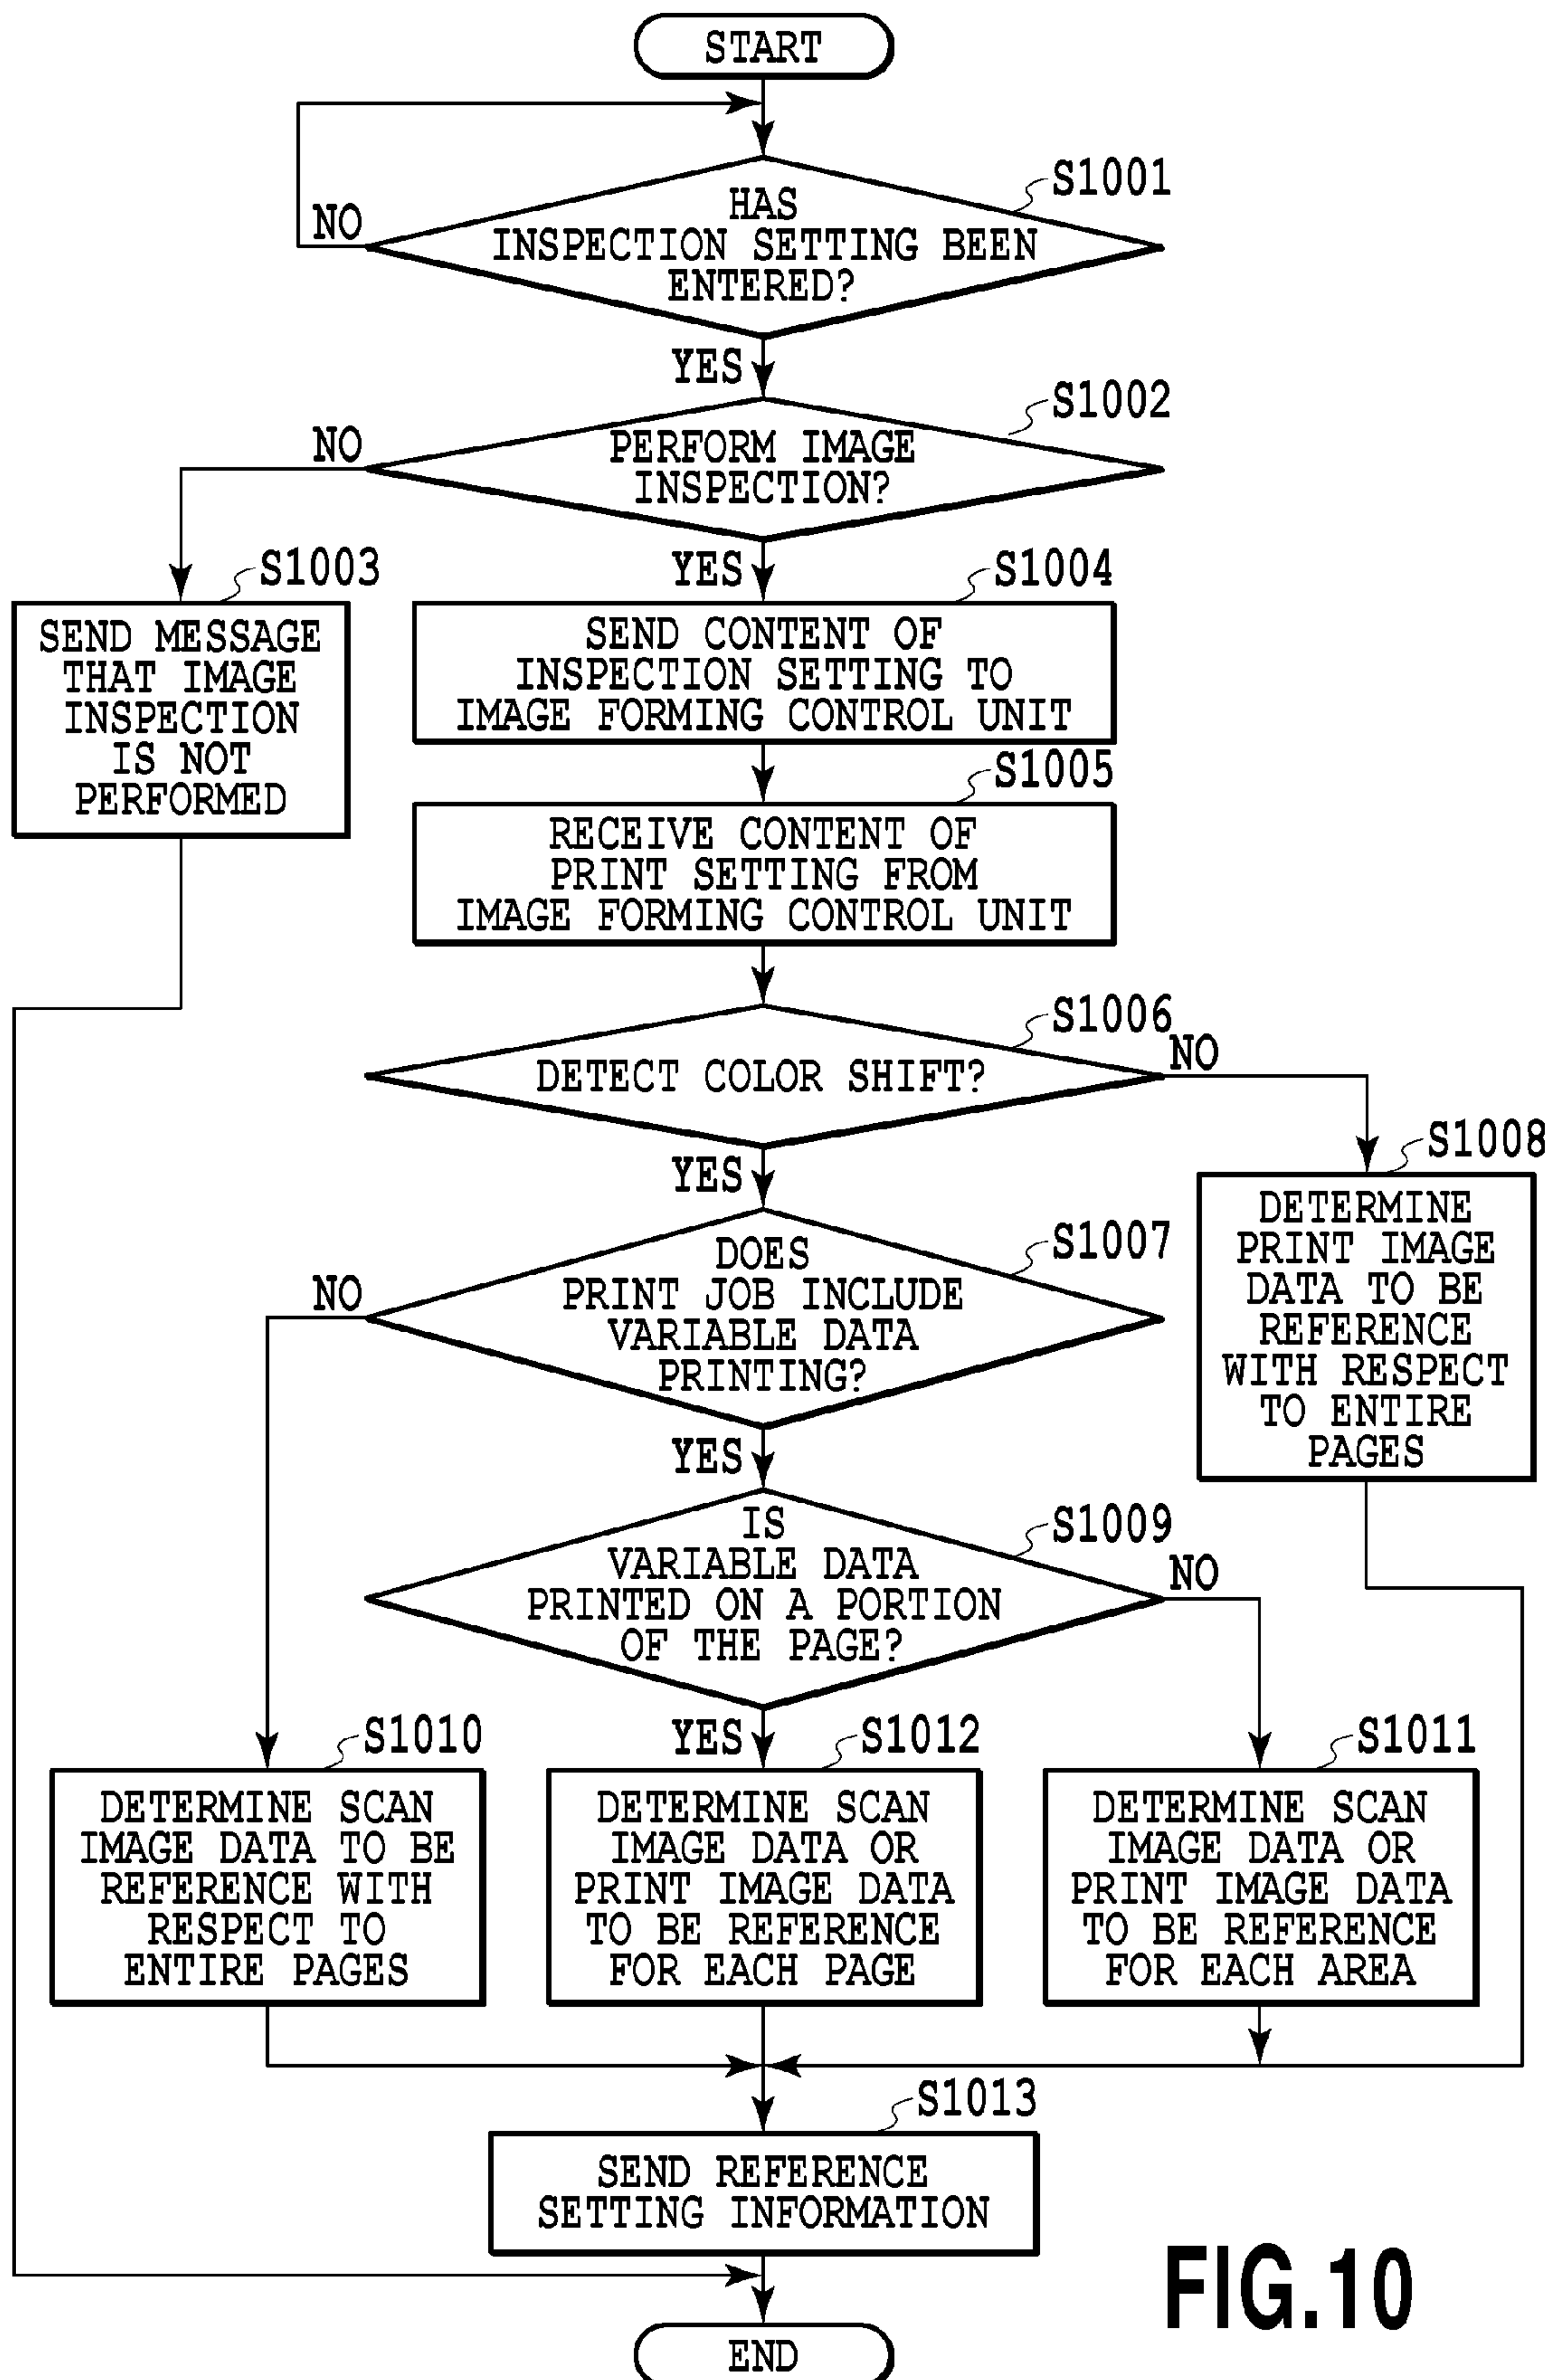 START
S1001
HAS
INSPECTION SETTING BEEN
ENTERED?
NO
YES
S1002
PERFORM IMAGE
INSPECTION?
NO
YES
S1003
SEND MESSAGE
THAT IMAGE
INSPECTION
IS NOT
PERFORMED
S1004
SEND CONTENT OF
INSPECTION SETTING TO
IMAGE FORMING CONTROL UNIT
S1005
RECEIVE CONTENT OF
PRINT SETTING FROM
IMAGE FORMING CONTROL UNIT
S1006
DETECT COLOR SHIFT?
NO
YES
S1008
DETERMINE
PRINT IMAGE
DATA TO BE
REFERENCE
WITH RESPECT
TO ENTIRE
PAGES
S1007
DOES
PRINT JOB INCLUDE
VARIABLE DATA
PRINTING?
NO
YES
S1009
IS
VARIABLE DATA
PRINTED ON A PORTION
OF THE PAGE?
NO
YES
S1010
DETERMINE SCAN
IMAGE DATA TO BE
REFERENCE WITH
RESPECT TO
ENTIRE PAGES
S1012
DETERMINE SCAN
IMAGE DATA OR
PRINT IMAGE DATA
TO BE REFERENCE
FOR EACH PAGE
S1011
DETERMINE SCAN
IMAGE DATA OR
PRINT IMAGE DATA
TO BE REFERENCE
FOR EACH AREA
S1013
SEND REFERENCE
SETTING INFORMATION
END
FIG.10